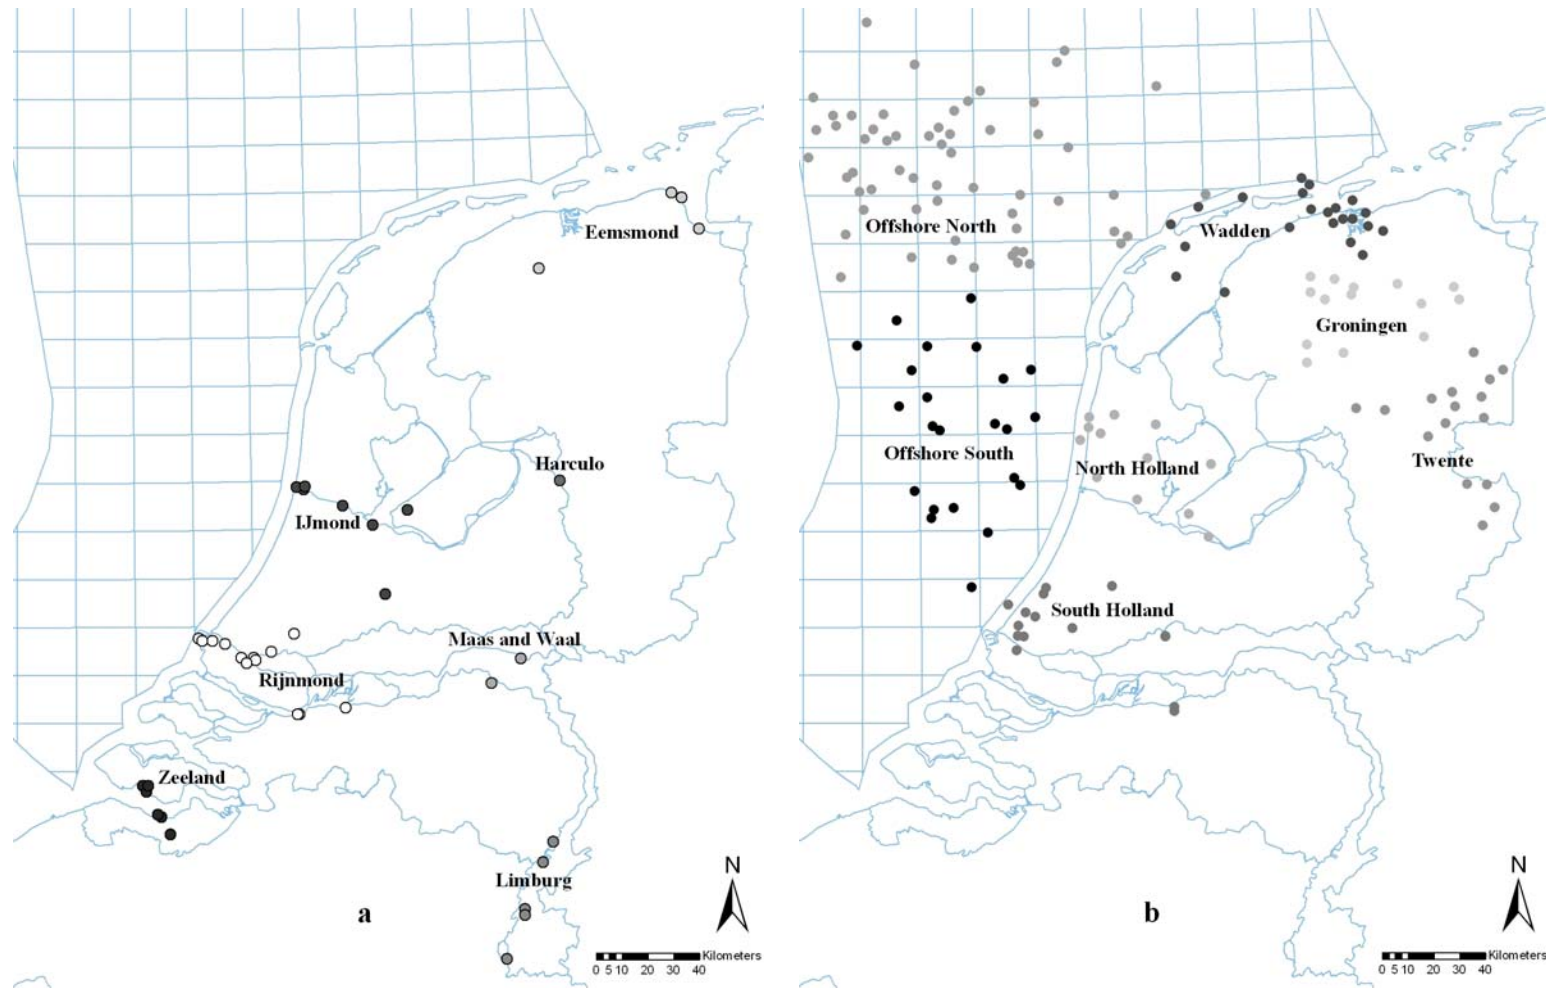 Eemsmond
Harculo
IJmond
Maas and Waal
Rijnmond
Zeeland
Limburg
a
N
Kilometers
0 5 10 20 30 40
Offshore North
Wadden
Groningen
Offshore South
North Holland
Twente
South Holland
b
N
Kilometers
0 5 10 20 30 40